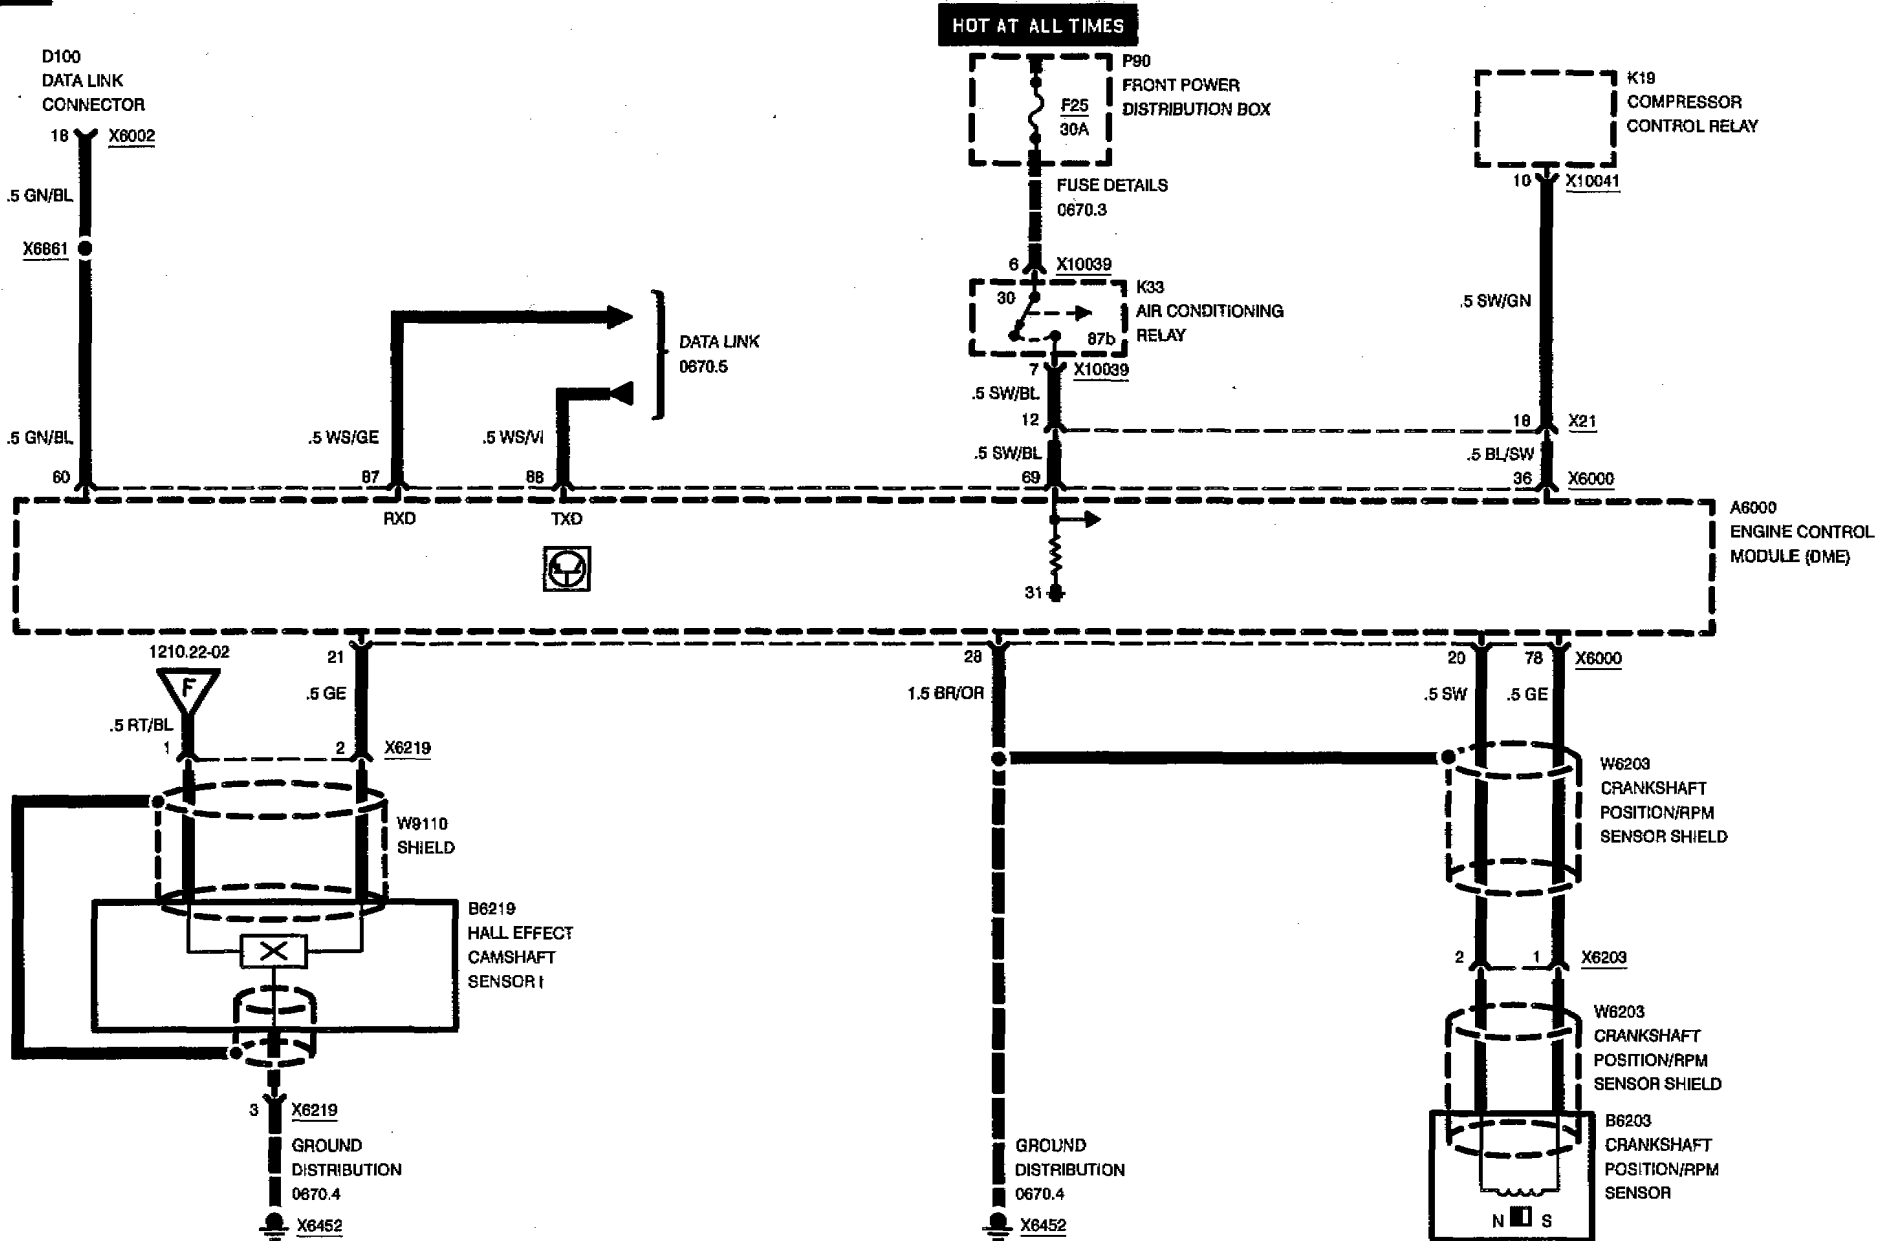 HOT AT ALL TIMES
D100
DATA LINK
CONNECTOR
18 X6002
.5 GN/BL
X6861
.5 GN/BL
60
P90
FRONT POWER
DISTRIBUTION BOX
F25
30A
FUSE DETAILS
0670.3
6 X10039
30
K33
AIR CONDITIONING
RELAY
87b
7 X10039
.5 SW/BL
12
.5 SW/BL
69
K19
COMPRESSOR
CONTROL RELAY
10 X10041
.5 SW/GN
18 X21
.5 BL/SW
36 X6000
DATA LINK
0670.5
.5 WS/GE
87
RXD
.5 WS/VI
88
TXD
31
A6000
ENGINE CONTROL
MODULE (DME)
1210.22-02
F
.5 RT/BL
1
21
.5 GE
2 X6219
W9110
SHIELD
B6219
HALL EFFECT
CAMSHAFT
SENSOR I
3 X6219
GROUND
DISTRIBUTION
0670.4
X6452
28
1.5 BR/OR
GROUND
DISTRIBUTION
0670.4
X6452
20 78 X6000
.5 SW .5 GE
W6203
CRANKSHAFT
POSITION/RPM
SENSOR SHIELD
2 1 X6203
W6203
CRANKSHAFT
POSITION/RPM
SENSOR SHIELD
B6203
CRANKSHAFT
POSITION/RPM
SENSOR
N S